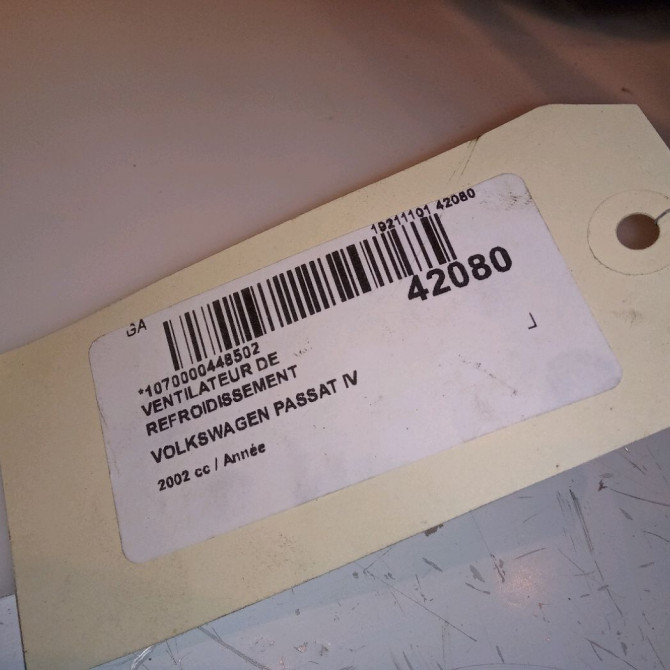 19211101 42080
GA
42080
*1070000448502
VENTILATEUR DE
REFROIDISSEMENT
VOLKSWAGEN PASSAT IV
2002 cc / Année